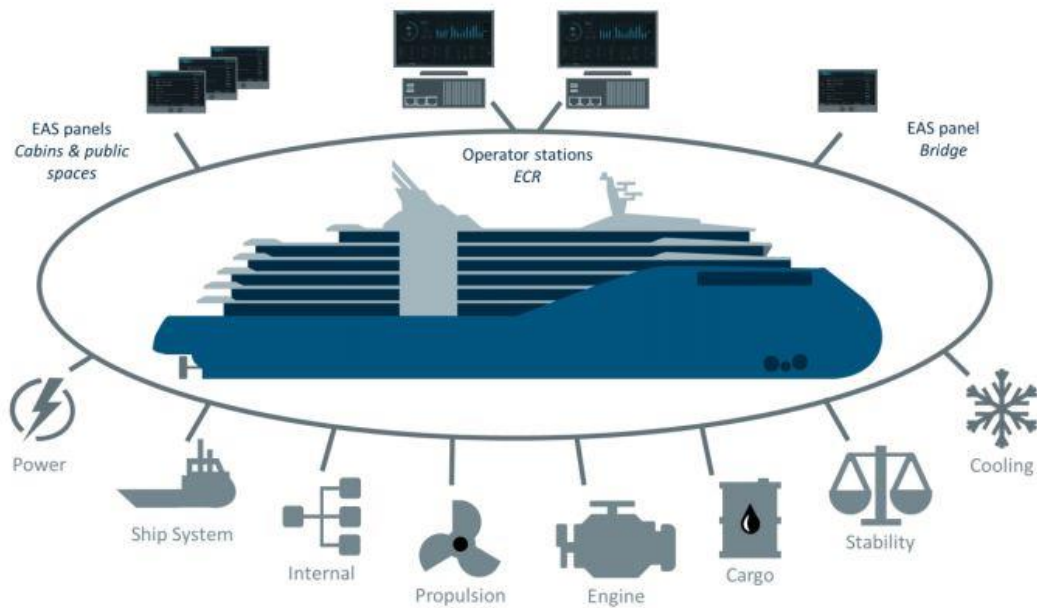 EAS panels
Cabins & public
spaces
Operator stations
ECR
EAS panel
Bridge
Power
Ship System
Internal
Propulsion
Engine
Cargo
Stability
Cooling